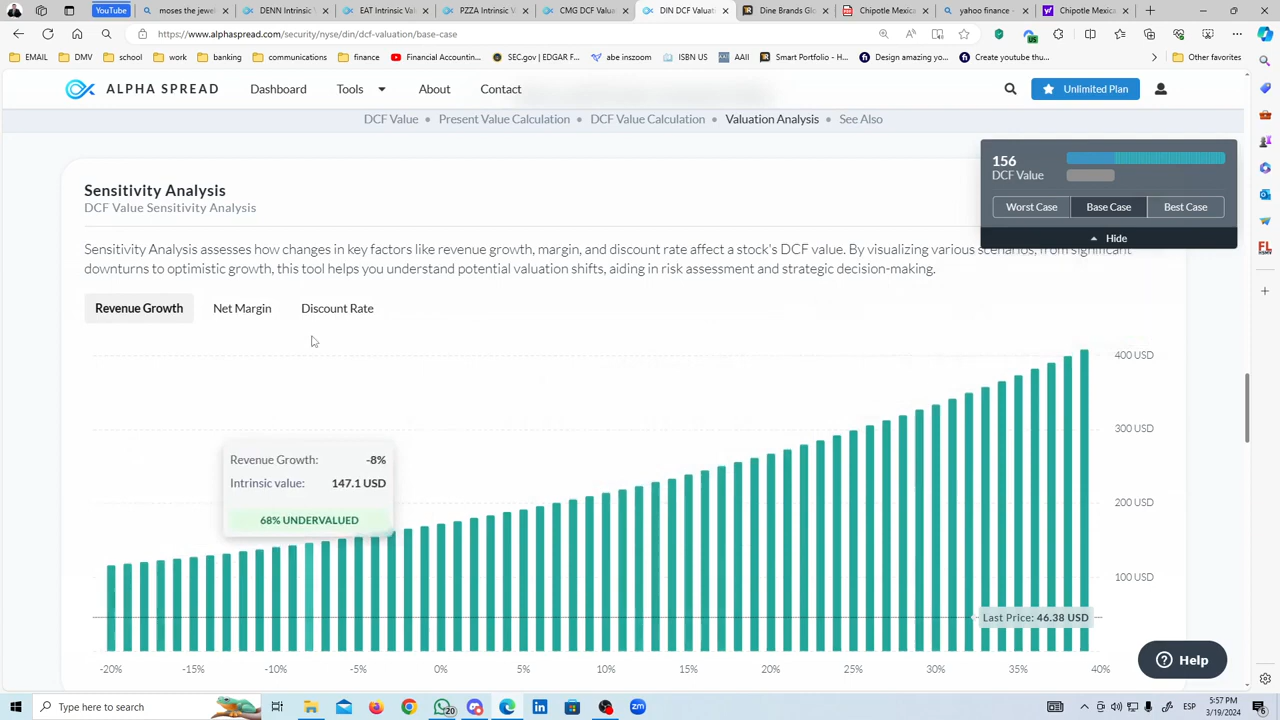 YouTube
moses the jewel
DENN Intrinsic V
EAT Intrinsic Val
PZZA Intrinsic V
CMG DCF Value
DIN DCF Valuati
Dine Brands Glo
Chipotle Mexica
yahoo finance -
Chipotle Mexica
https://www.alphaspread.com/security/nyse/din/dcf-valuation/base-case
EMAIL
DMV
school
work
banking
communications
finance
Financial Accountin...
SEC.gov | EDGAR F...
abe inszoom
ISBN US
AAII
Smart Portfolio - H...
Design amazing yo...
Create youtube thu...
Other favorites
ALPHA SPREAD
Dashboard
Tools
About
Contact
Unlimited Plan
DCF Value • Present Value Calculation • DCF Value Calculation • Valuation Analysis • See Also
156
DCF Value
Worst Case
Base Case
Best Case
Hide
Sensitivity Analysis
DCF Value Sensitivity Analysis
Sensitivity Analysis assesses how changes in key factors like revenue growth, margin, and discount rate affect a stock's DCF value. By visualizing various scenarios, from significant
downturns to optimistic growth, this tool helps you understand potential valuation shifts, aiding in risk assessment and strategic decision-making.
Revenue Growth
Net Margin
Discount Rate
400 USD
300 USD
200 USD
100 USD
Revenue Growth: -8%
Intrinsic value: 147.1 USD
68% UNDERVALUED
Last Price: 46.38 USD
-20%
-15%
-10%
-5%
0%
5%
10%
15%
20%
25%
30%
35%
40%
Help
Type here to search
20
ESP
5:57 PM
3/19/2024
6